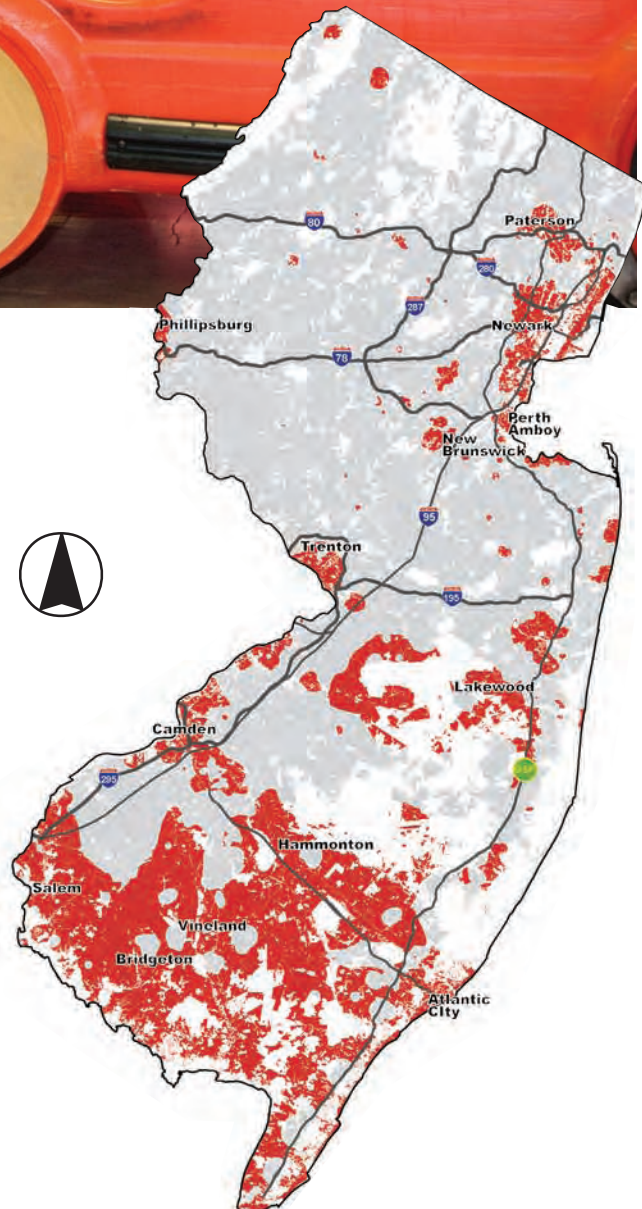 80
Paterson
280
287
Phillipsburg
Newark
78
Perth
Amboy
New
Brunswick
95
Trenton
195
Lakewood
Camden
295
GSP
Hammonton
Salem
Vineland
Bridgeton
Atlantic
CIty